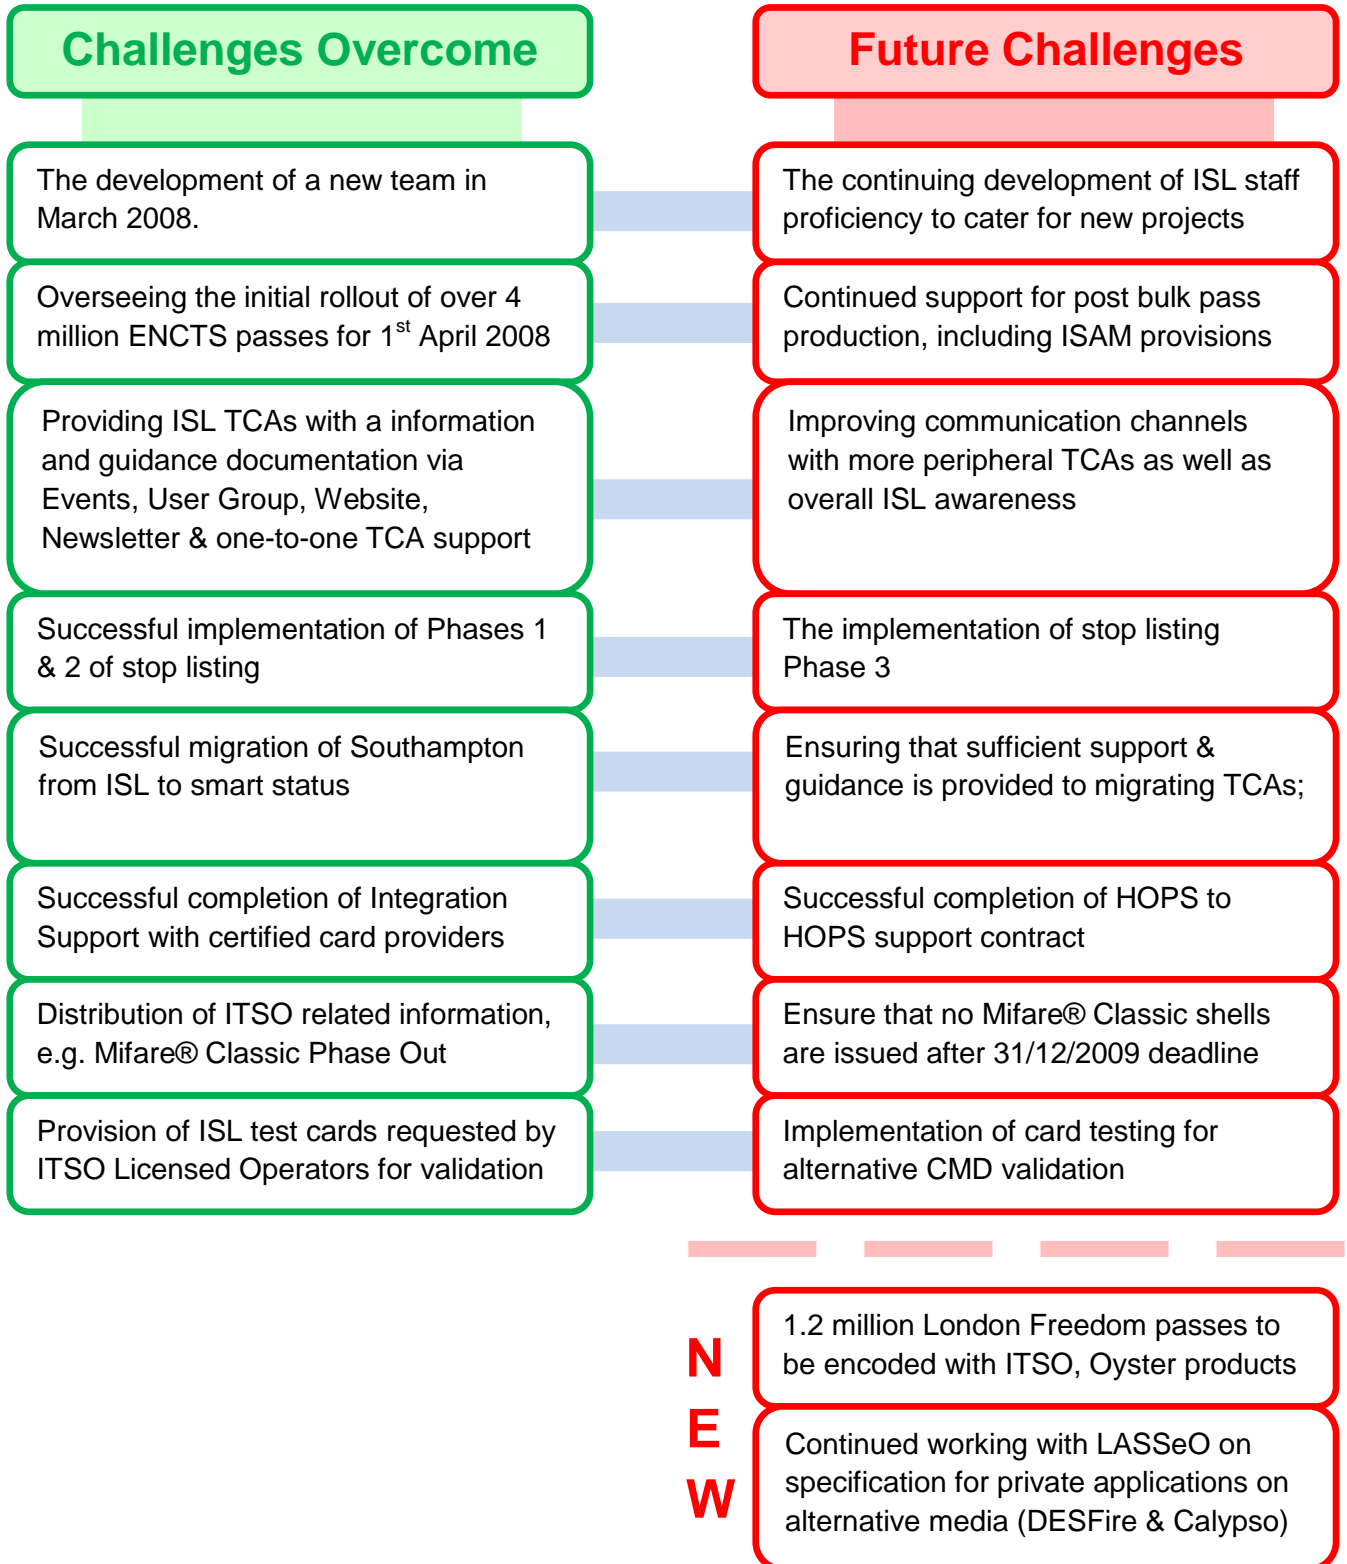 Challenges Overcome
Future Challenges
The development of a new team in
March 2008.
The continuing development of ISL staff
proficiency to cater for new projects
Overseeing the initial rollout of over 4
million ENCTS passes for 1st April 2008
Continued support for post bulk pass
production, including ISAM provisions
Providing ISL TCAs with a information
and guidance documentation via
Events, User Group, Website,
Newsletter & one-to-one TCA support
Improving communication channels
with more peripheral TCAs as well as
overall ISL awareness
Successful implementation of Phases 1
& 2 of stop listing
The implementation of stop listing
Phase 3
Successful migration of Southampton
from ISL to smart status
Ensuring that sufficient support &
guidance is provided to migrating TCAs;
Successful completion of Integration
Support with certified card providers
Successful completion of HOPS to
HOPS support contract
Distribution of ITSO related information,
e.g. Mifare® Classic Phase Out
Ensure that no Mifare® Classic shells
are issued after 31/12/2009 deadline
Provision of ISL test cards requested by
ITSO Licensed Operators for validation
Implementation of card testing for
alternative CMD validation
N
E
W
1.2 million London Freedom passes to
be encoded with ITSO, Oyster products
Continued working with LASSeO on
specification for private applications on
alternative media (DESFire & Calypso)